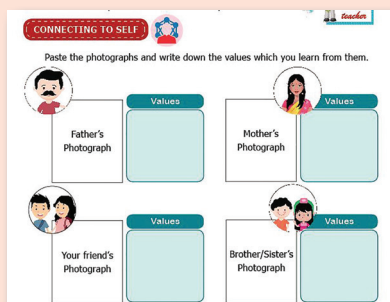 teacher
CONNECTING TO SELF
Paste the photographs and write down the values which you learn from them.
Values
Father's
Photograph
Values
Mother's
Photograph
Values
Your friend's
Photograph
Values
Brother/Sister's
Photograph